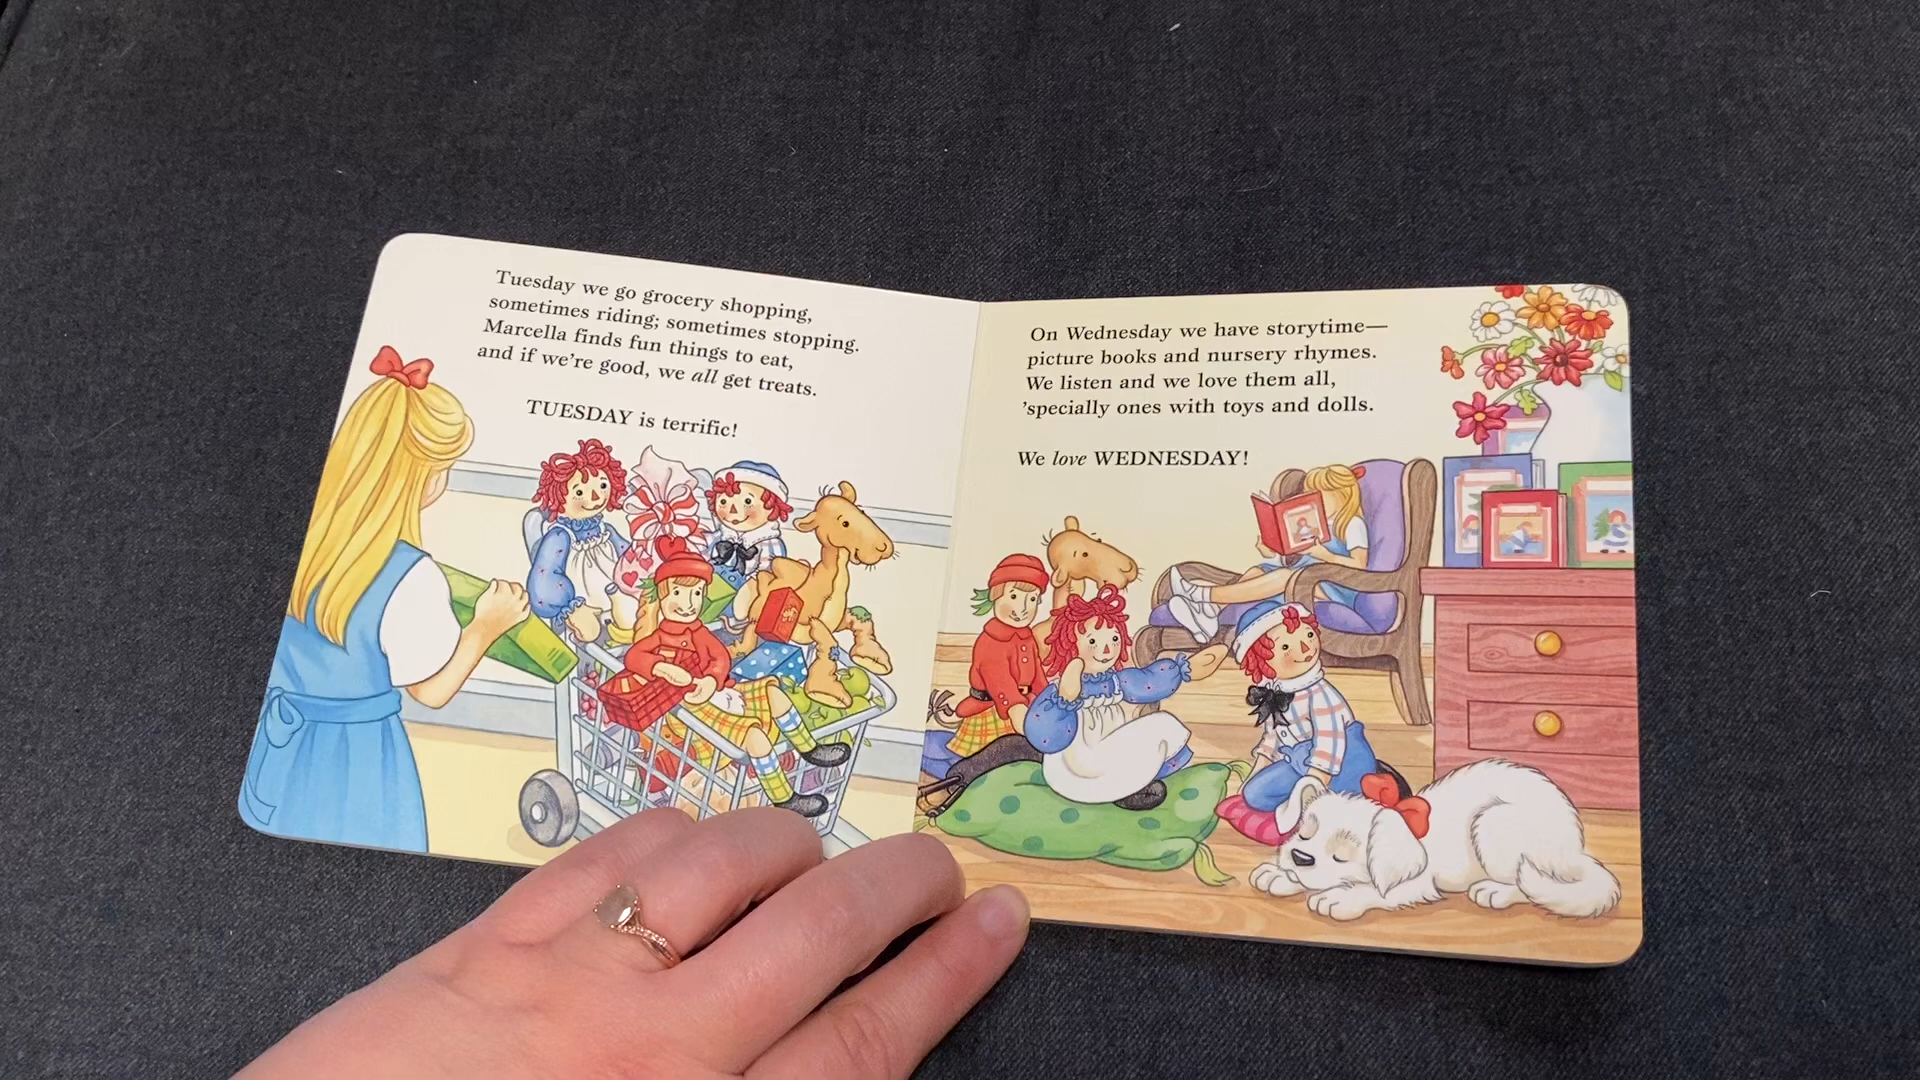 Tuesday we go grocery shopping,
sometimes riding; sometimes stopping.
Marcella finds fun things to eat,
and if we're good, we all get treats.
TUESDAY is terrific!
On Wednesday we have storytime—
picture books and nursery rhymes.
We listen and we love them all,
'specially ones with toys and dolls.
We love WEDNESDAY!